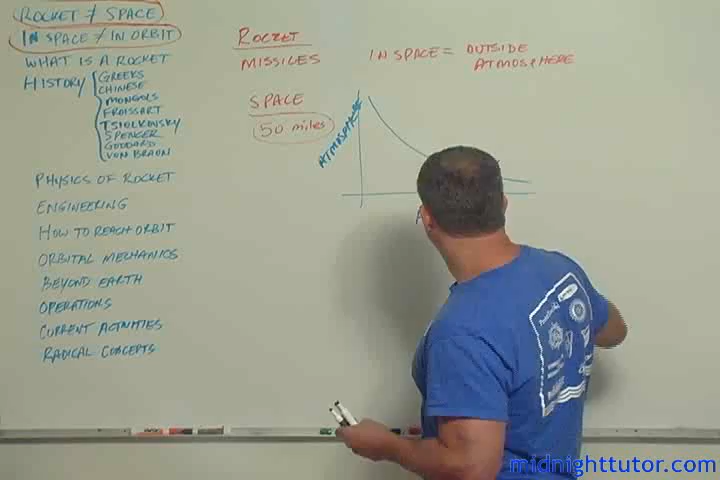 ROCKET ≠ SPACE
IN SPACE ≠ IN ORBIT
WHAT IS A ROCKET
HISTORY
GREEKS
CHINESE
MONGOLS
FROISSART
TSIOLKOVSKY
SPENCER
GODDARD
VON BRAUN
PHYSICS OF ROCKET
ENGINEERING
HOW TO REACH ORBIT
ORBITAL MECHANICS
BEYOND EARTH
OPERATIONS
CURRENT ACTIVITIES
RADICAL CONCEPTS
ROCKET
MISSILES
SPACE
50 miles
IN SPACE = OUTSIDE
ATMOSPHERE
ATMOSPHERE
midnighttutor.com